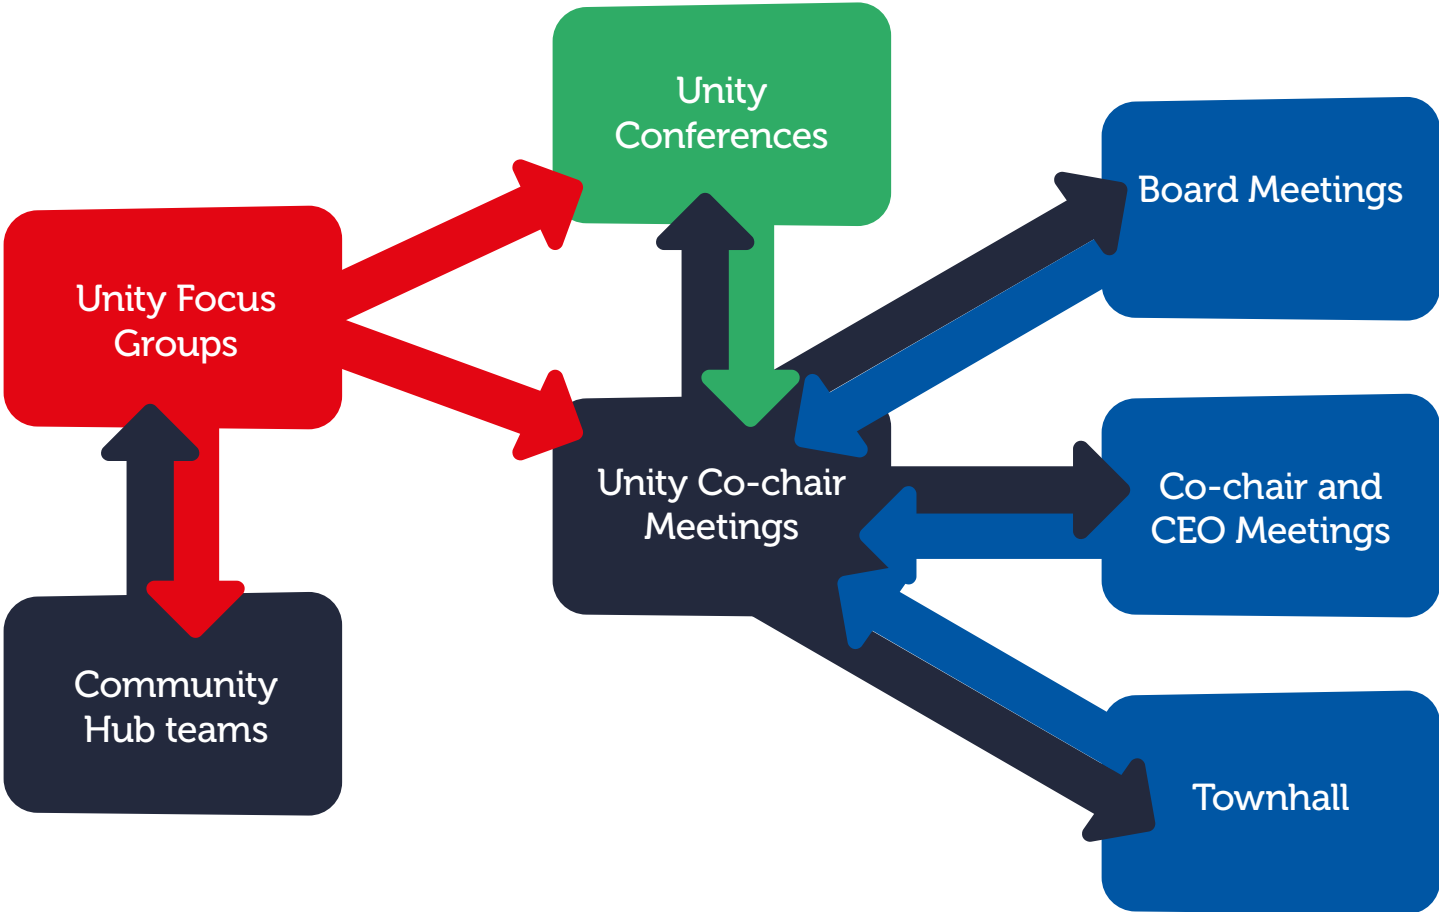 Unity
Conferences
Board Meetings
Unity Focus
Groups
Unity Co-chair
Meetings
Co-chair and
CEO Meetings
Community
Hub teams
Townhall